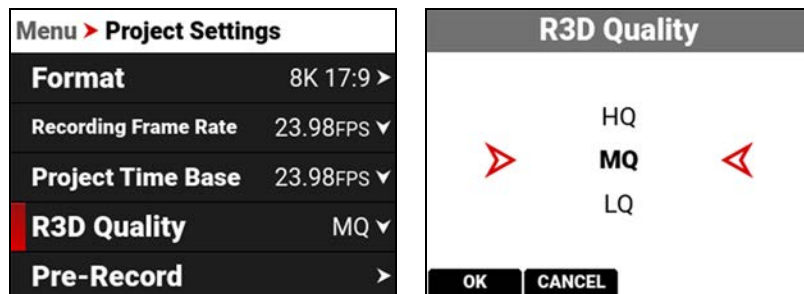 Menu > Project Settings
Format 8K 17:9
Recording Frame Rate 23.98FPS
Project Time Base 23.98FPS
R3D Quality MQ
Pre-Record
R3D Quality
HQ
MQ
LQ
OK CANCEL